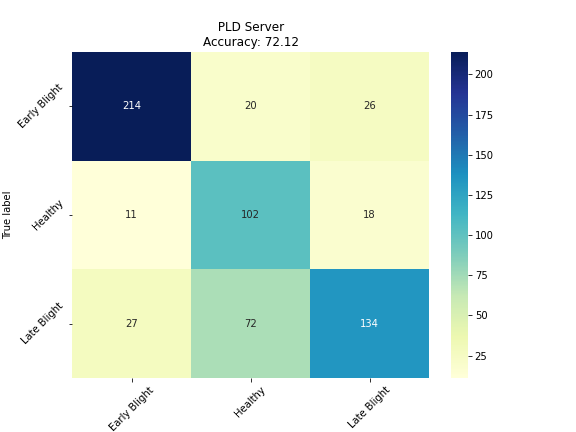 PLD Server
Accuracy: 72.12
True label
Early Blight
214
20
26
Healthy
11
102
18
Late Blight
27
72
134
Early Blight
Healthy
Late Blight
200
175
150
125
100
75
50
25